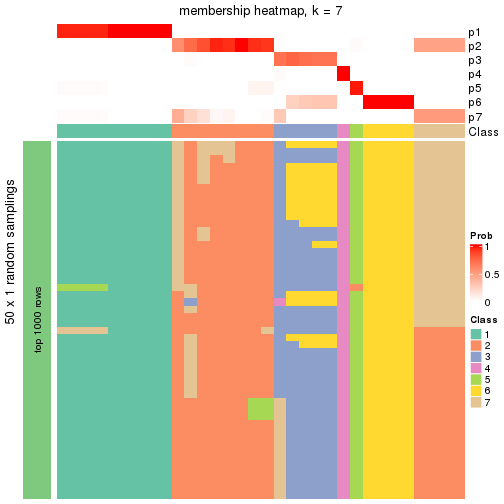 membership heatmap, k = 7
p1
p2
p3
p4
p5
p6
p7
Class
50 x 1 random samplings
top 1000 rows
Prob
1
0.5
0
Class
1
2
3
4
5
6
7